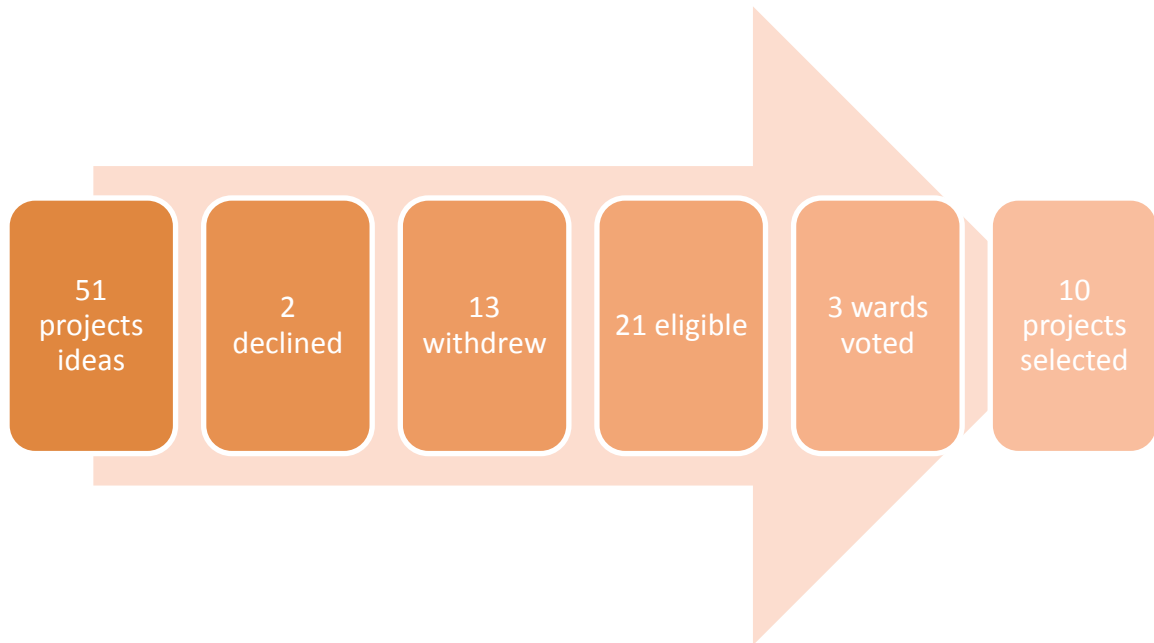 51
projects
ideas
2
declined
13
withdrew
21 eligible
3 wards
voted
10
projects
selected